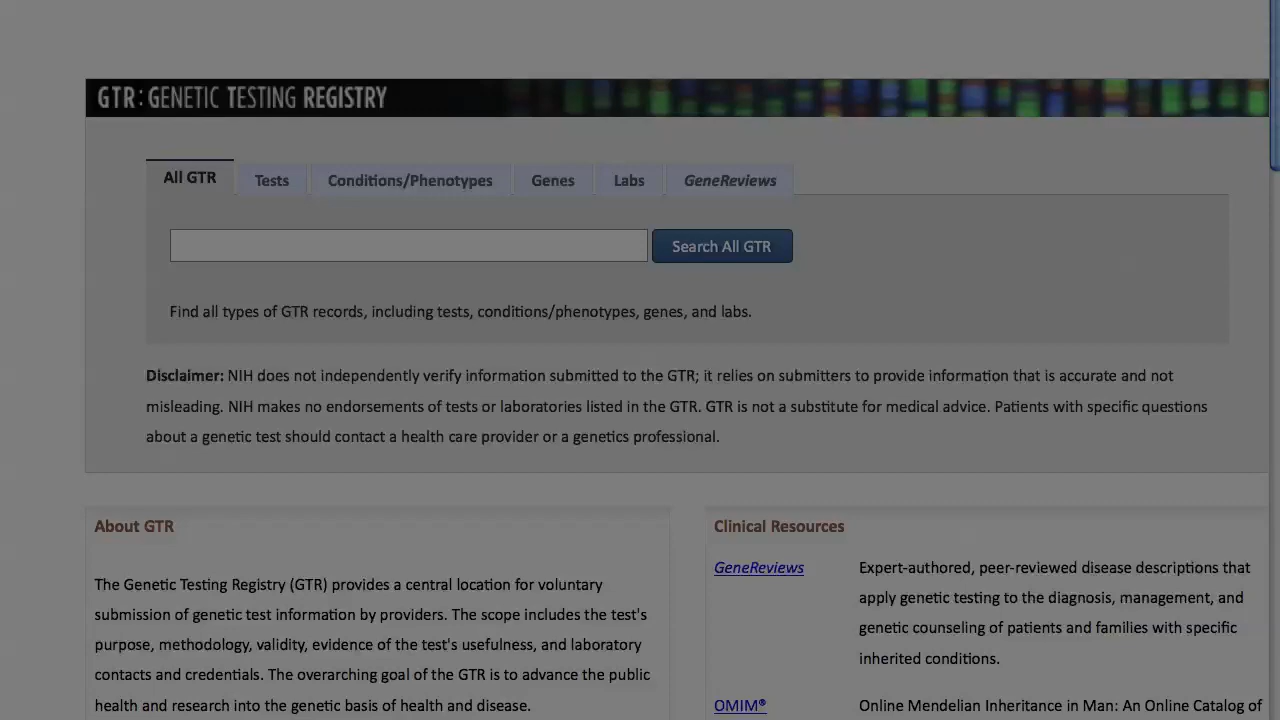 GTR: GENETIC TESTING REGISTRY
All GTR
Tests
Conditions/Phenotypes
Genes
Labs
GeneReviews
Search All GTR
Find all types of GTR records, including tests, conditions/phenotypes, genes, and labs.
Disclaimer: NIH does not independently verify information submitted to the GTR; it relies on submitters to provide information that is accurate and not
misleading. NIH makes no endorsements of tests or laboratories listed in the GTR. GTR is not a substitute for medical advice. Patients with specific questions
about a genetic test should contact a health care provider or a genetics professional.
About GTR
The Genetic Testing Registry (GTR) provides a central location for voluntary
submission of genetic test information by providers. The scope includes the test's
purpose, methodology, validity, evidence of the test's usefulness, and laboratory
contacts and credentials. The overarching goal of the GTR is to advance the public
health and research into the genetic basis of health and disease.
Clinical Resources
GeneReviews
Expert-authored, peer-reviewed disease descriptions that
apply genetic testing to the diagnosis, management, and
genetic counseling of patients and families with specific
inherited conditions.
OMIM®
Online Mendelian Inheritance in Man: An Online Catalog of